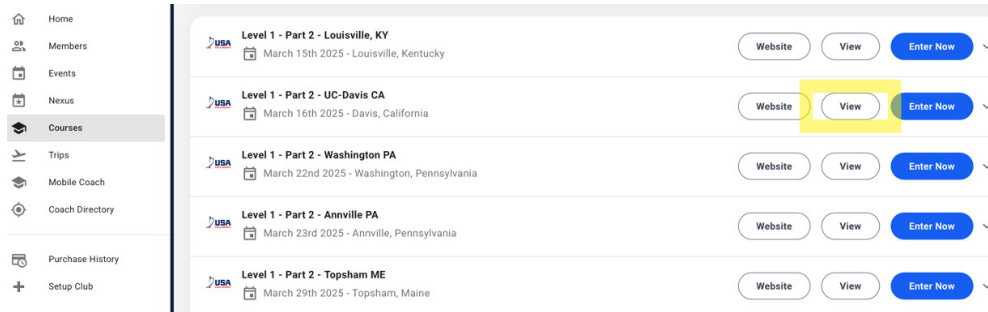 Home
Members
Events
Nexus
Courses
Trips
Mobile Coach
Coach Directory
Purchase History
Setup Club
USA
Level 1 - Part 2 - Louisville, KY
March 15th 2025 - Louisville, Kentucky
Website View Enter Now
USA
Level 1 - Part 2 - UC-Davis CA
March 16th 2025 - Davis, California
Website View Enter Now
USA
Level 1 - Part 2 - Washington PA
March 22nd 2025 - Washington, Pennsylvania
Website View Enter Now
USA
Level 1 - Part 2 - Annville PA
March 23rd 2025 - Annville, Pennsylvania
Website View Enter Now
USA
Level 1 - Part 2 - Topsham ME
March 29th 2025 - Topsham, Maine
Website View Enter Now